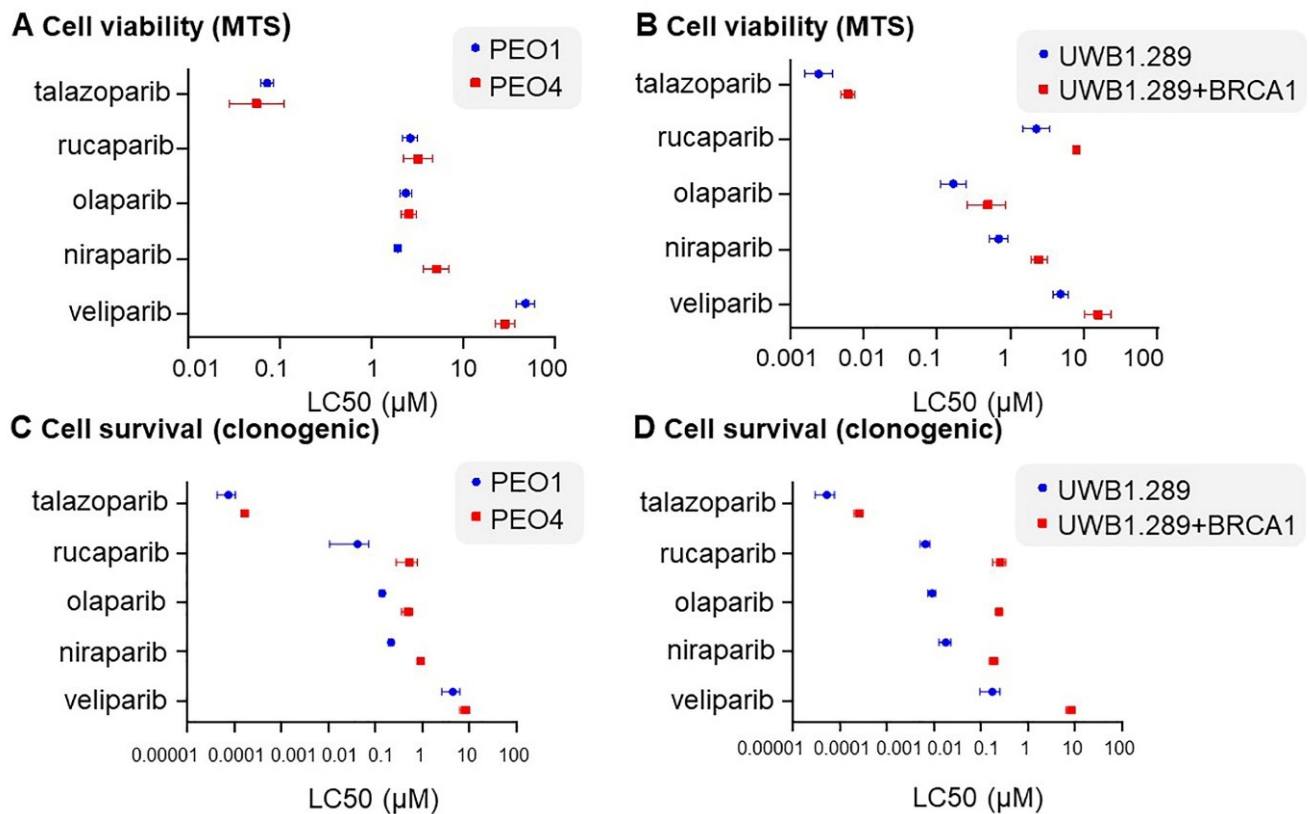 A Cell viability (MTS)
PEO1
PEO4
talazoparib
rucaparib
olaparib
niraparib
veliparib
0.01 0.1 1 10 100
LC50 (µM)
B Cell viability (MTS)
UWB1.289
UWB1.289+BRCA1
talazoparib
rucaparib
olaparib
niraparib
veliparib
0.001 0.1 1 10 100
LC50 (µM)
C Cell survival (clonogenic)
PEO1
PEO4
talazoparib
rucaparib
olaparib
niraparib
veliparib
0.00001 0.0001 0.001 0.01 0.1 1 10 100
LC50 (µM)
D Cell survival (clonogenic)
UWB1.289
UWB1.289+BRCA1
talazoparib
rucaparib
olaparib
niraparib
veliparib
0.00001 0.0001 0.001 0.01 0.1 1 10 100
LC50 (µM)